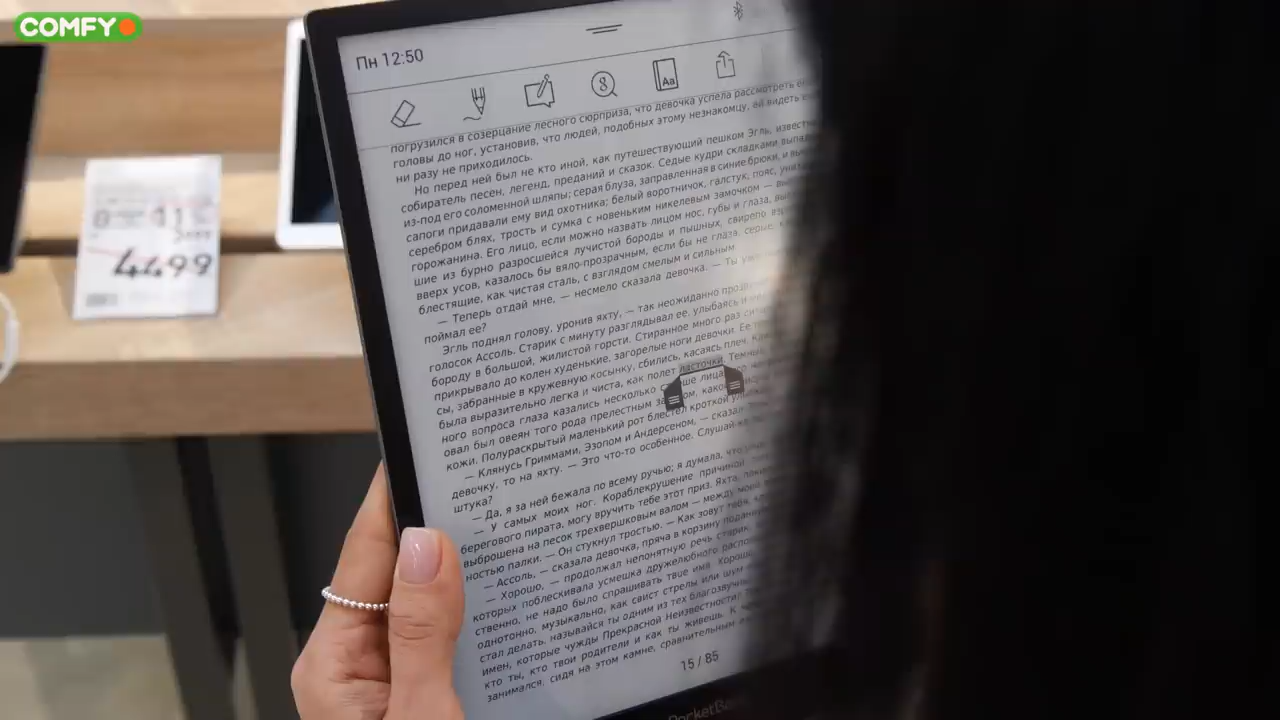 COMFY
Пн 12:50
Aa
погрузился в созерцание лесного сюрприза, что девочка успела рассмотреть его
головы до ног, установив, что людей, подобных этому незнакомцу, ей видеть
ни разу не приходилось.
Но перед ней был не кто иной, как путешествующий пешком Эгль,
собиратель песен, легенд, преданий и сказок. Седые кудри складками
из-под его соломенной шляпы; серая блуза, заправленная в синие брюки, и
сапоги придавали ему вид охотника; белый воротничок, галстук, пояс,
серебром блях, трость и сумка с новеньким никелевым замочком —
горожанина. Его лицо, если можно назвать лицом нос, губы и глаза,
шие из бурно разросшейся лучистой бороды и пышных, свирепо
вверх усов, казалось бы вяло-прозрачным, если бы не глаза, серые,
блестящие, как чистая сталь, с взглядом смелым и сильным
— Теперь отдай мне, — несмело сказала девочка. — Ты
поймал ее?
Эгль поднял голову, уронив яхту, — так неожиданно
голосок Ассоль. Старик с минуту разглядывал ее, улыбаясь и
бороду в большой, жилистой горсти. Стиранное много раз
прикрывало до колен худенькие, загорелые ноги девочки. Ее
сы, забранные в кружевную косынку, сбились, касаясь плеч.
была выразительно легка и чиста, как полет ласточки.
ного вопроса глаза казались несколько лица
овал был овеян того рода прелестным
кожи. Полураскрытый маленький рот блестел кроткой
— Клянусь Гриммами, Эзопом и Андерсеном, —
девочку, то на яхту. — Это что-то особенное. Слушай-ка
штука?
— Да, я за ней бежала по всему ручью; я думала, что
— У самых моих ног. Кораблекрушение причиной
берегового пирата, могу вручить тебе этот приз. Яхта,
выброшена на песок трехвершковым валом — между моей
ностью палки. — Он стукнул тростью. — Как зовут тебя,
— Ассоль, — сказала девочка, пряча в корзину
— Хорошо, — продолжал непонятную речь старик,
которых поблескивала усмешка дружелюбного
ственно, не надо было спрашивать твое имя. Хорошо,
однотонно, музыкально, как свист стрелы или шум
стал делать, называйся ты одним из тех
имен, которые чужды Прекрасной Неизвестности?
кто ты, кто твои родители и как ты живешь. К
занимался. сидя на этом камне, сравнительным
15 / 85
4499